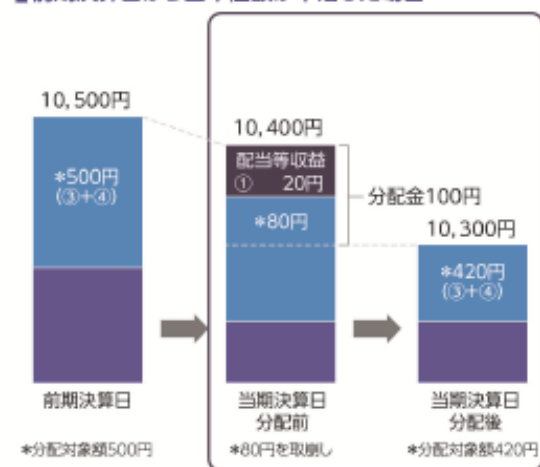 10,500円
*500円
(③+④)
前期決算日
*分配対象額500円
10,400円
配当等収益
① 20円
*80円
分配金100円
当期決算日
分配前
*80円を取崩し
10,300円
*420円
(③+④)
当期決算日
分配後
*分配対象額420円